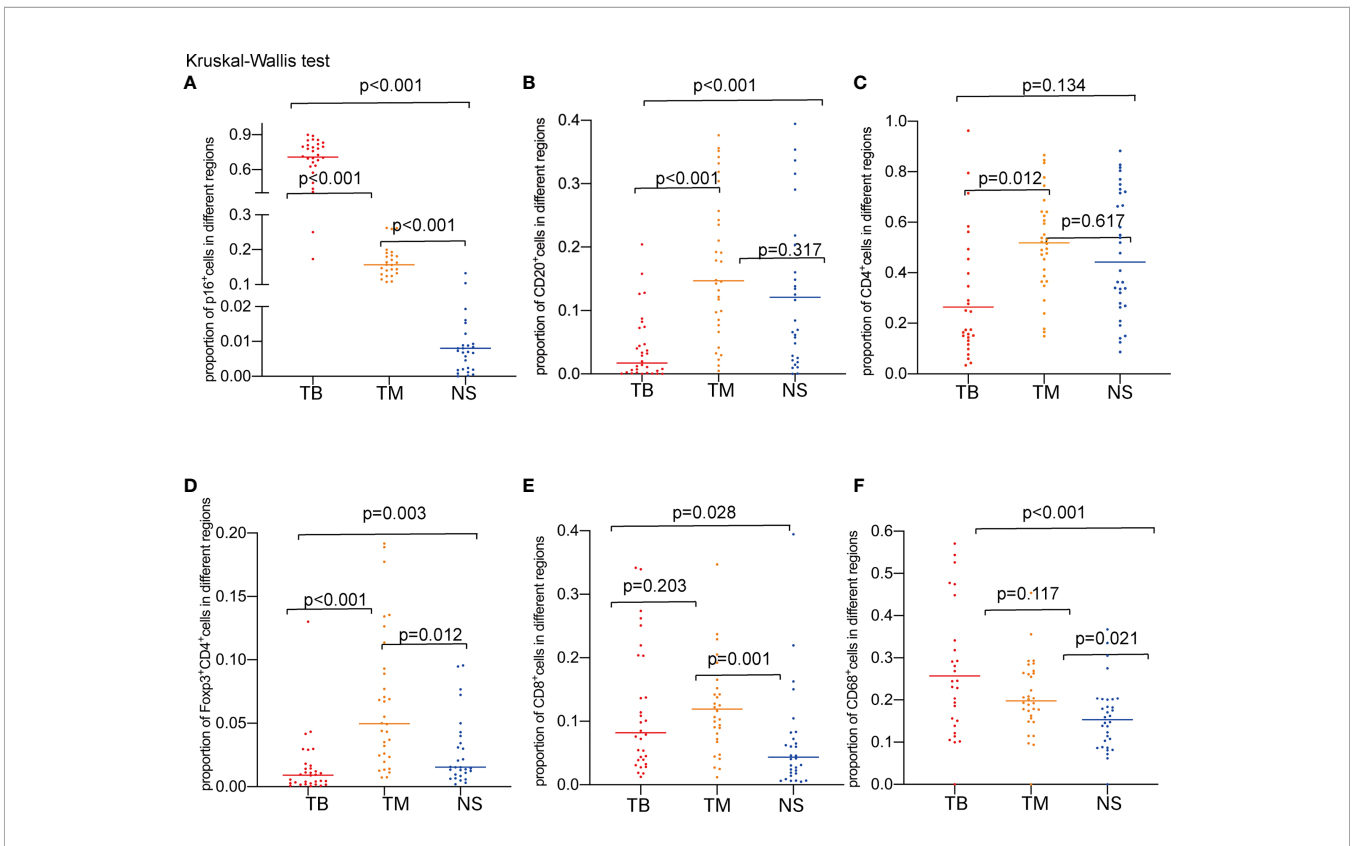 Kruskal-Wallis test
A
p<0.001
proportion of p16⁺cells in different regions
0.9
0.6
p<0.001
0.3
0.2
0.1
p<0.001
0.02
0.01
0.00
TB
TM
NS
B
p<0.001
proportion of CD20⁺cells in different regions
0.4
0.3
0.2
0.1
0.0
p<0.001
p=0.317
TB
TM
NS
C
p=0.134
proportion of CD4⁺cells in different regions
1.0
0.8
0.6
0.4
0.2
0.0
p=0.012
p=0.617
TB
TM
NS
D
p=0.003
proportion of Foxp3⁺CD4⁺cells in different regions
0.20
0.15
0.10
0.05
0.00
p<0.001
p=0.012
TB
TM
NS
E
p=0.028
proportion of CD8⁺cells in different regions
0.4
0.3
0.2
0.1
0.0
p=0.203
p=0.001
TB
TM
NS
F
p<0.001
proportion of CD68⁺cells in different regions
0.6
0.5
0.4
0.3
0.2
0.1
0.0
p=0.117
p=0.021
TB
TM
NS